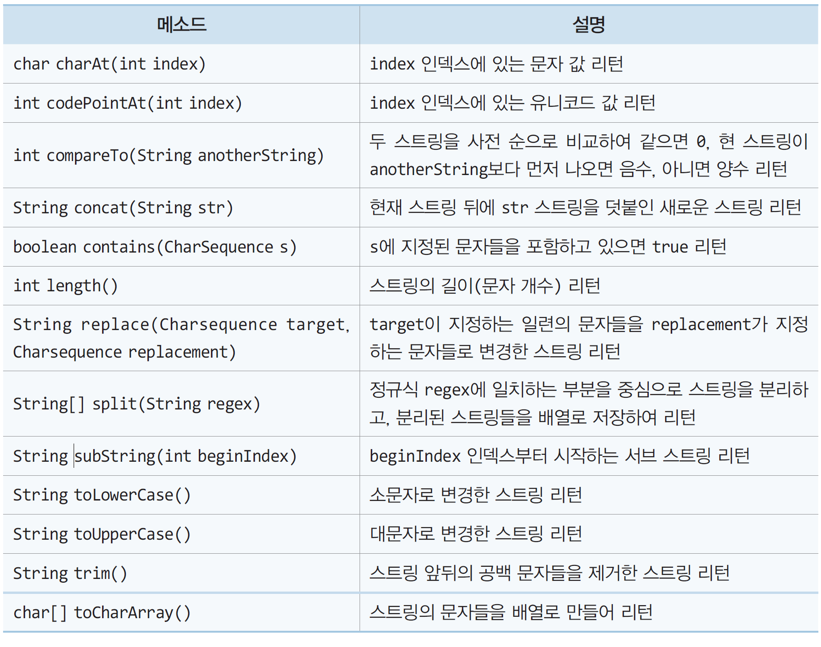 메소드 설명
char charAt(int index) index 인덱스에 있는 문자 값 리턴
int codePointAt(int index) index 인덱스에 있는 유니코드 값 리턴
int compareTo(String anotherString) 두 스트링을 사전 순으로 비교하여 같으면 0, 현 스트링이
anotherString보다 먼저 나오면 음수, 아니면 양수 리턴
String concat(String str) 현재 스트링 뒤에 str 스트링을 덧붙인 새로운 스트링 리턴
boolean contains(CharSequence s) s에 지정된 문자들을 포함하고 있으면 true 리턴
int length() 스트링의 길이(문자 개수) 리턴
String replace(Charsequence target, target이 지정하는 일련의 문자들을 replacement가 지정
Charsequence replacement) 하는 문자들로 변경한 스트링 리턴
String[] split(String regex) 정규식 regex에 일치하는 부분을 중심으로 스트링을 분리하
고, 분리된 스트링들을 배열로 저장하여 리턴
String subString(int beginIndex) beginIndex 인덱스부터 시작하는 서브 스트링 리턴
String toLowerCase() 소문자로 변경한 스트링 리턴
String toUpperCase() 대문자로 변경한 스트링 리턴
String trim() 스트링 앞뒤의 공백 문자들을 제거한 스트링 리턴
char[] toCharArray() 스트링의 문자들을 배열로 만들어 리턴